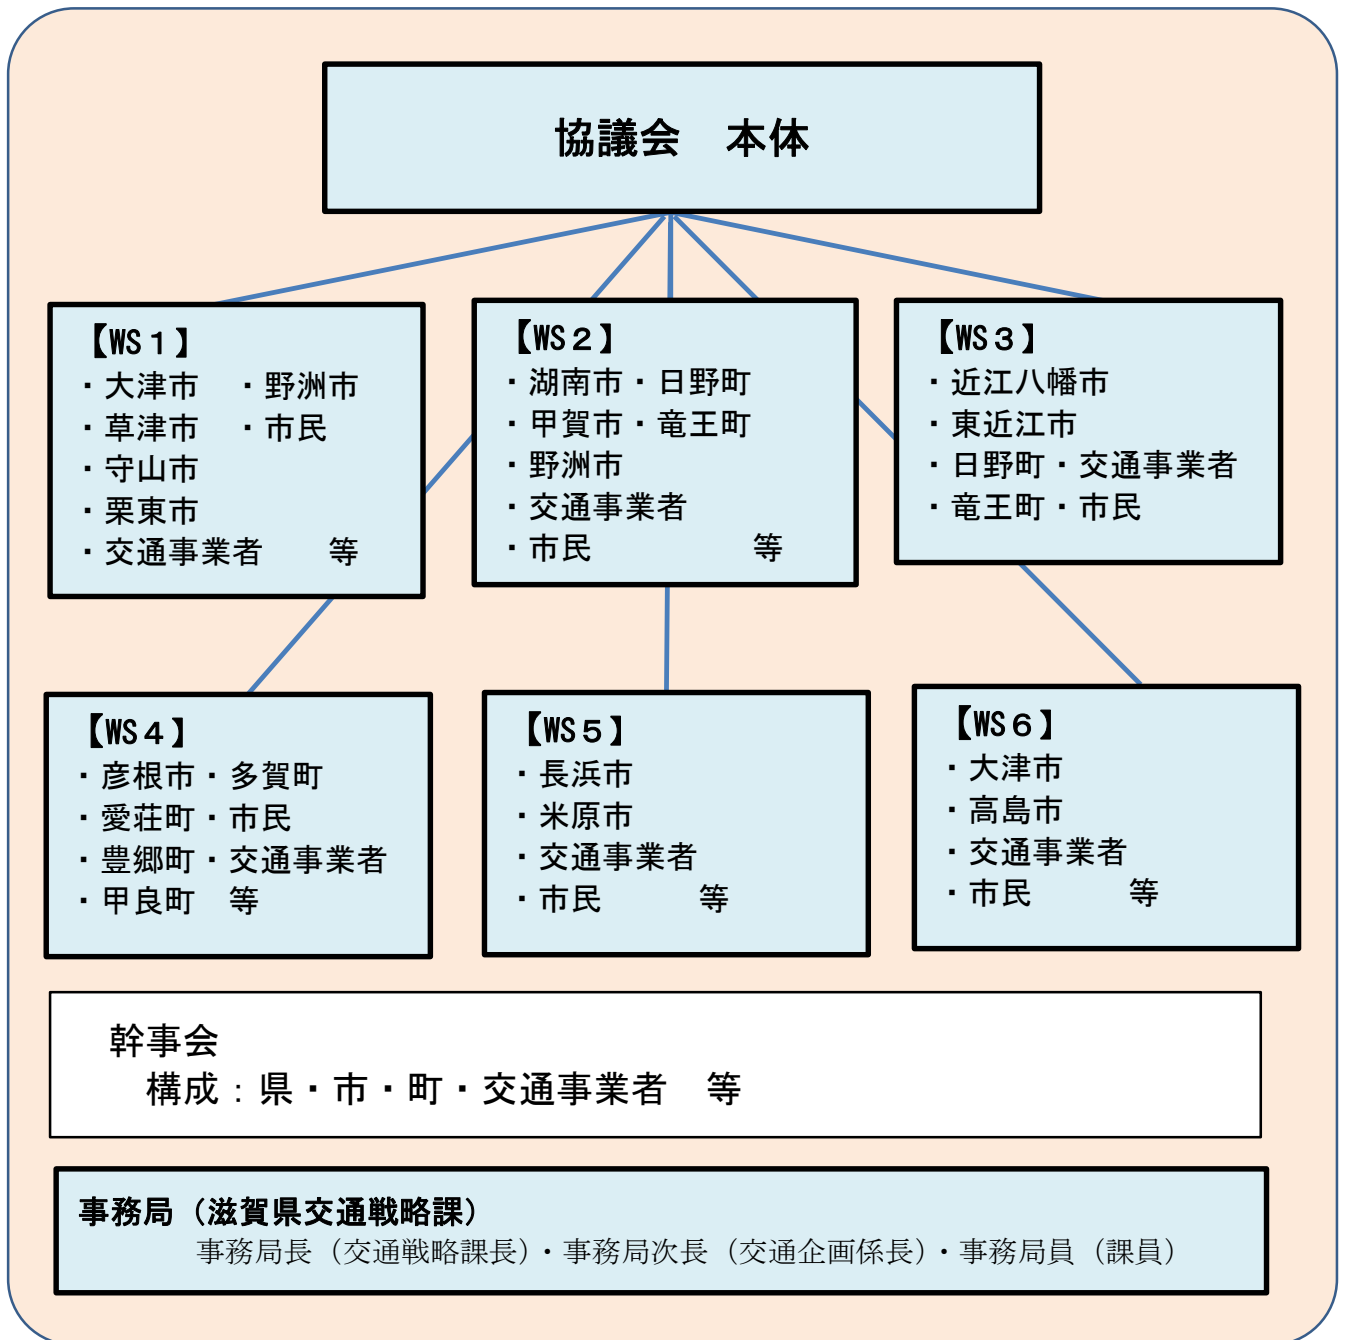 協議会　本体
【WS１】
・大津市　・野洲市
・草津市　・市民
・守山市
・栗東市
・交通事業者　　等
【WS２】
・湖南市・日野町
・甲賀市・竜王町
・野洲市
・交通事業者
・市民　　　　　等
【WS３】
・近江八幡市
・東近江市
・日野町・交通事業者
・竜王町・市民
【WS４】
・彦根市・多賀町
・愛荘町・市民
・豊郷町・交通事業者
・甲良町　等
【WS５】
・長浜市
・米原市
・交通事業者
・市民　　　等
【WS６】
・大津市
・高島市
・交通事業者
・市民　　　等
幹事会
構成：県・市・町・交通事業者　等
事務局（滋賀県交通戦略課）
事務局長（交通戦略課長）・事務局次長（交通企画係長）・事務局員（課員）